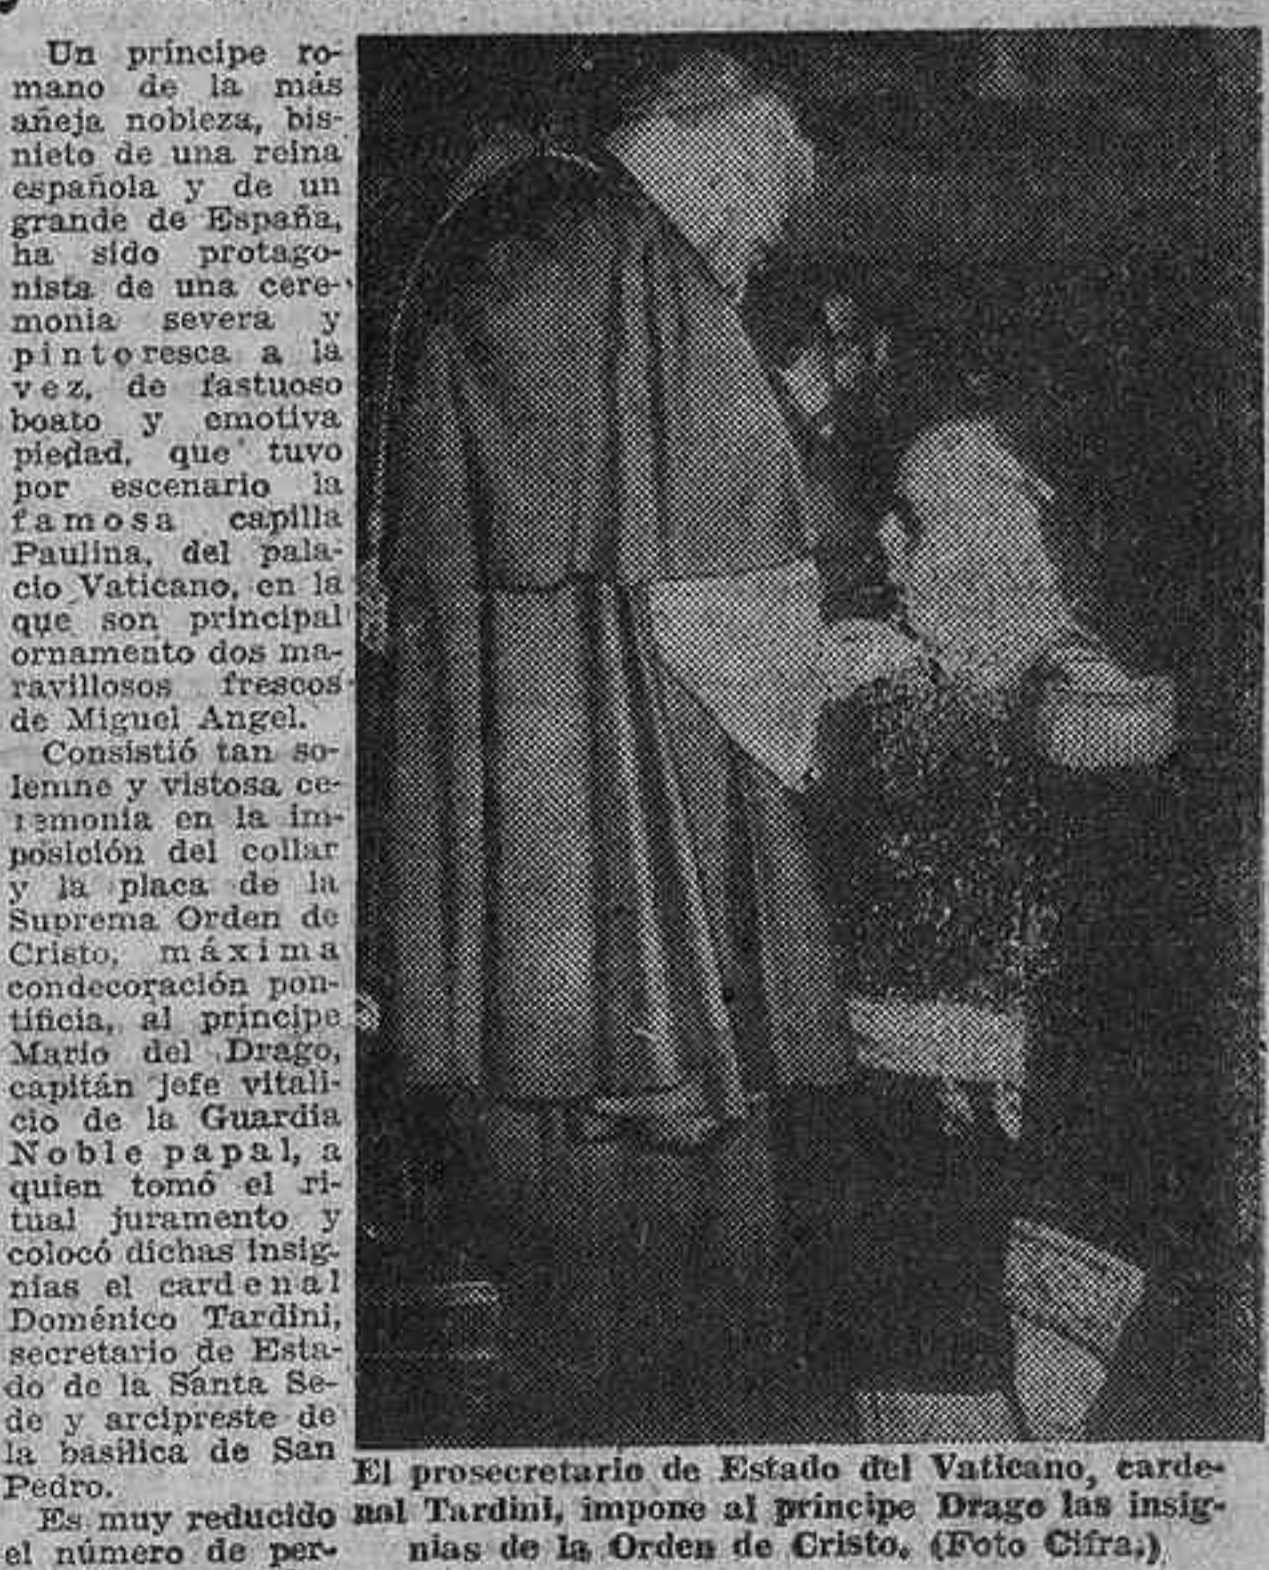 Un príncipe ro-
mano de la más
añeja nobleza, bis-
nieto de una reina
española y de un
grande de España,
ha sido protago-
nista de una cere-
monia severa y
pintoresca a la
vez, de fastuoso
boato y emotiva
piedad, que tuvo
por escenario la
famosa capilla
Paulina, del pala-
cio Vaticano, en la
que son principal
ornamento dos ma-
ravillosos frescos
de Miguel Angel.
Consistió tan so-
lemne y vistosa ce-
remonia en la im-
posición del collar
y la placa de la
Suprema Orden de
Cristo, máxima
condecoración pon-
tificia, al príncipe
Mario del Drago,
capitán jefe vitali-
cio de la Guardia
Noble papal, a
quien tomó el ri-
tual juramento y
colocó dichas insig-
nias el cardenal
Doménico Tardini,
secretario de Esta-
do de la Santa Se-
de y arcipreste de
la basílica de San
Pedro.
Es muy reducido
el número de per-
El prosecretario de Estado del Vaticano, carde-
nal Tardini, impone al príncipe Drago las insig-
nias de la Orden de Cristo. (Foto Cifra.)